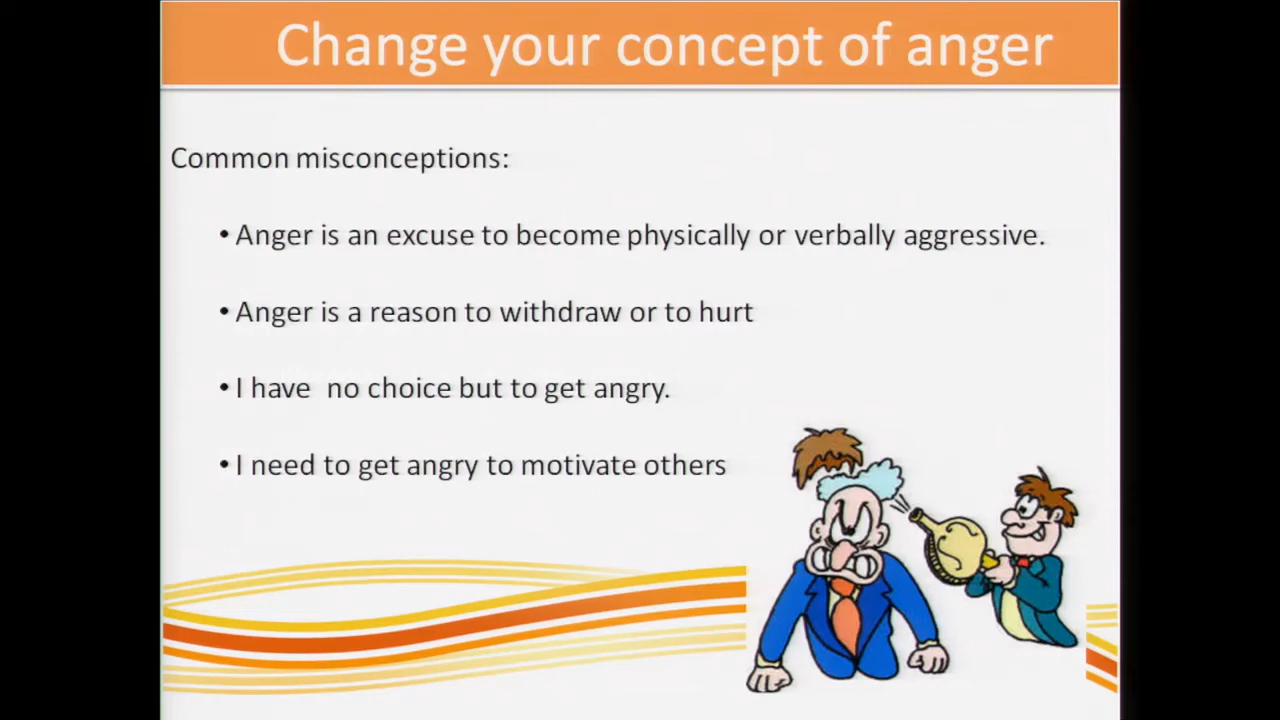 Change your concept of anger
Common misconceptions:
• Anger is an excuse to become physically or verbally aggressive.
• Anger is a reason to withdraw or to hurt
• I have  no choice but to get angry.
• I need to get angry to motivate others